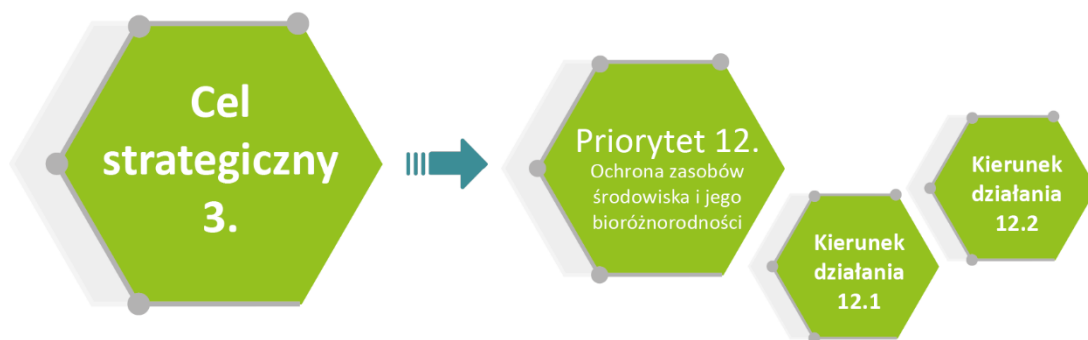 Cel
strategiczny
3.
Priorytet 12.
Ochrona zasobów
środowiska i jego
bioróżnorodności
Kierunek
działania
12.1
Kierunek
działania
12.2